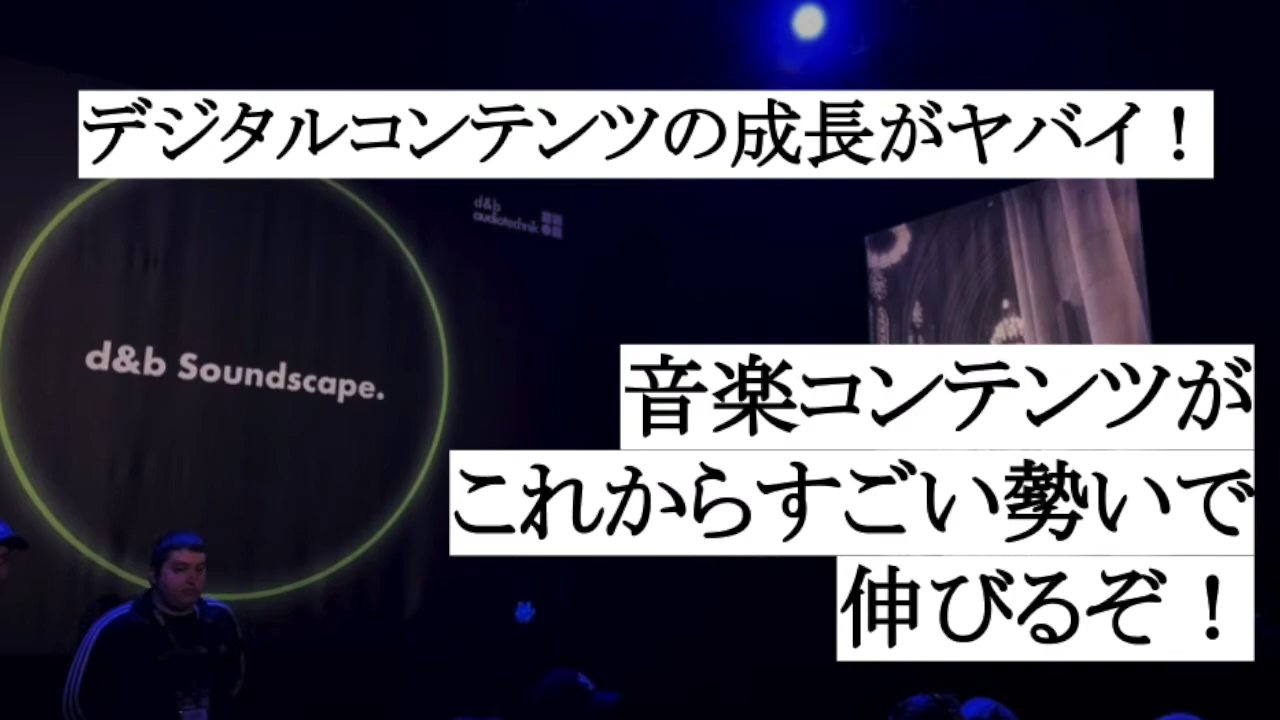 デジタルコンテンツの成長がヤバイ！
d&b
audiotechnik
d&b Soundscape.
音楽コンテンツが
これからすごい勢いで
伸びるぞ！